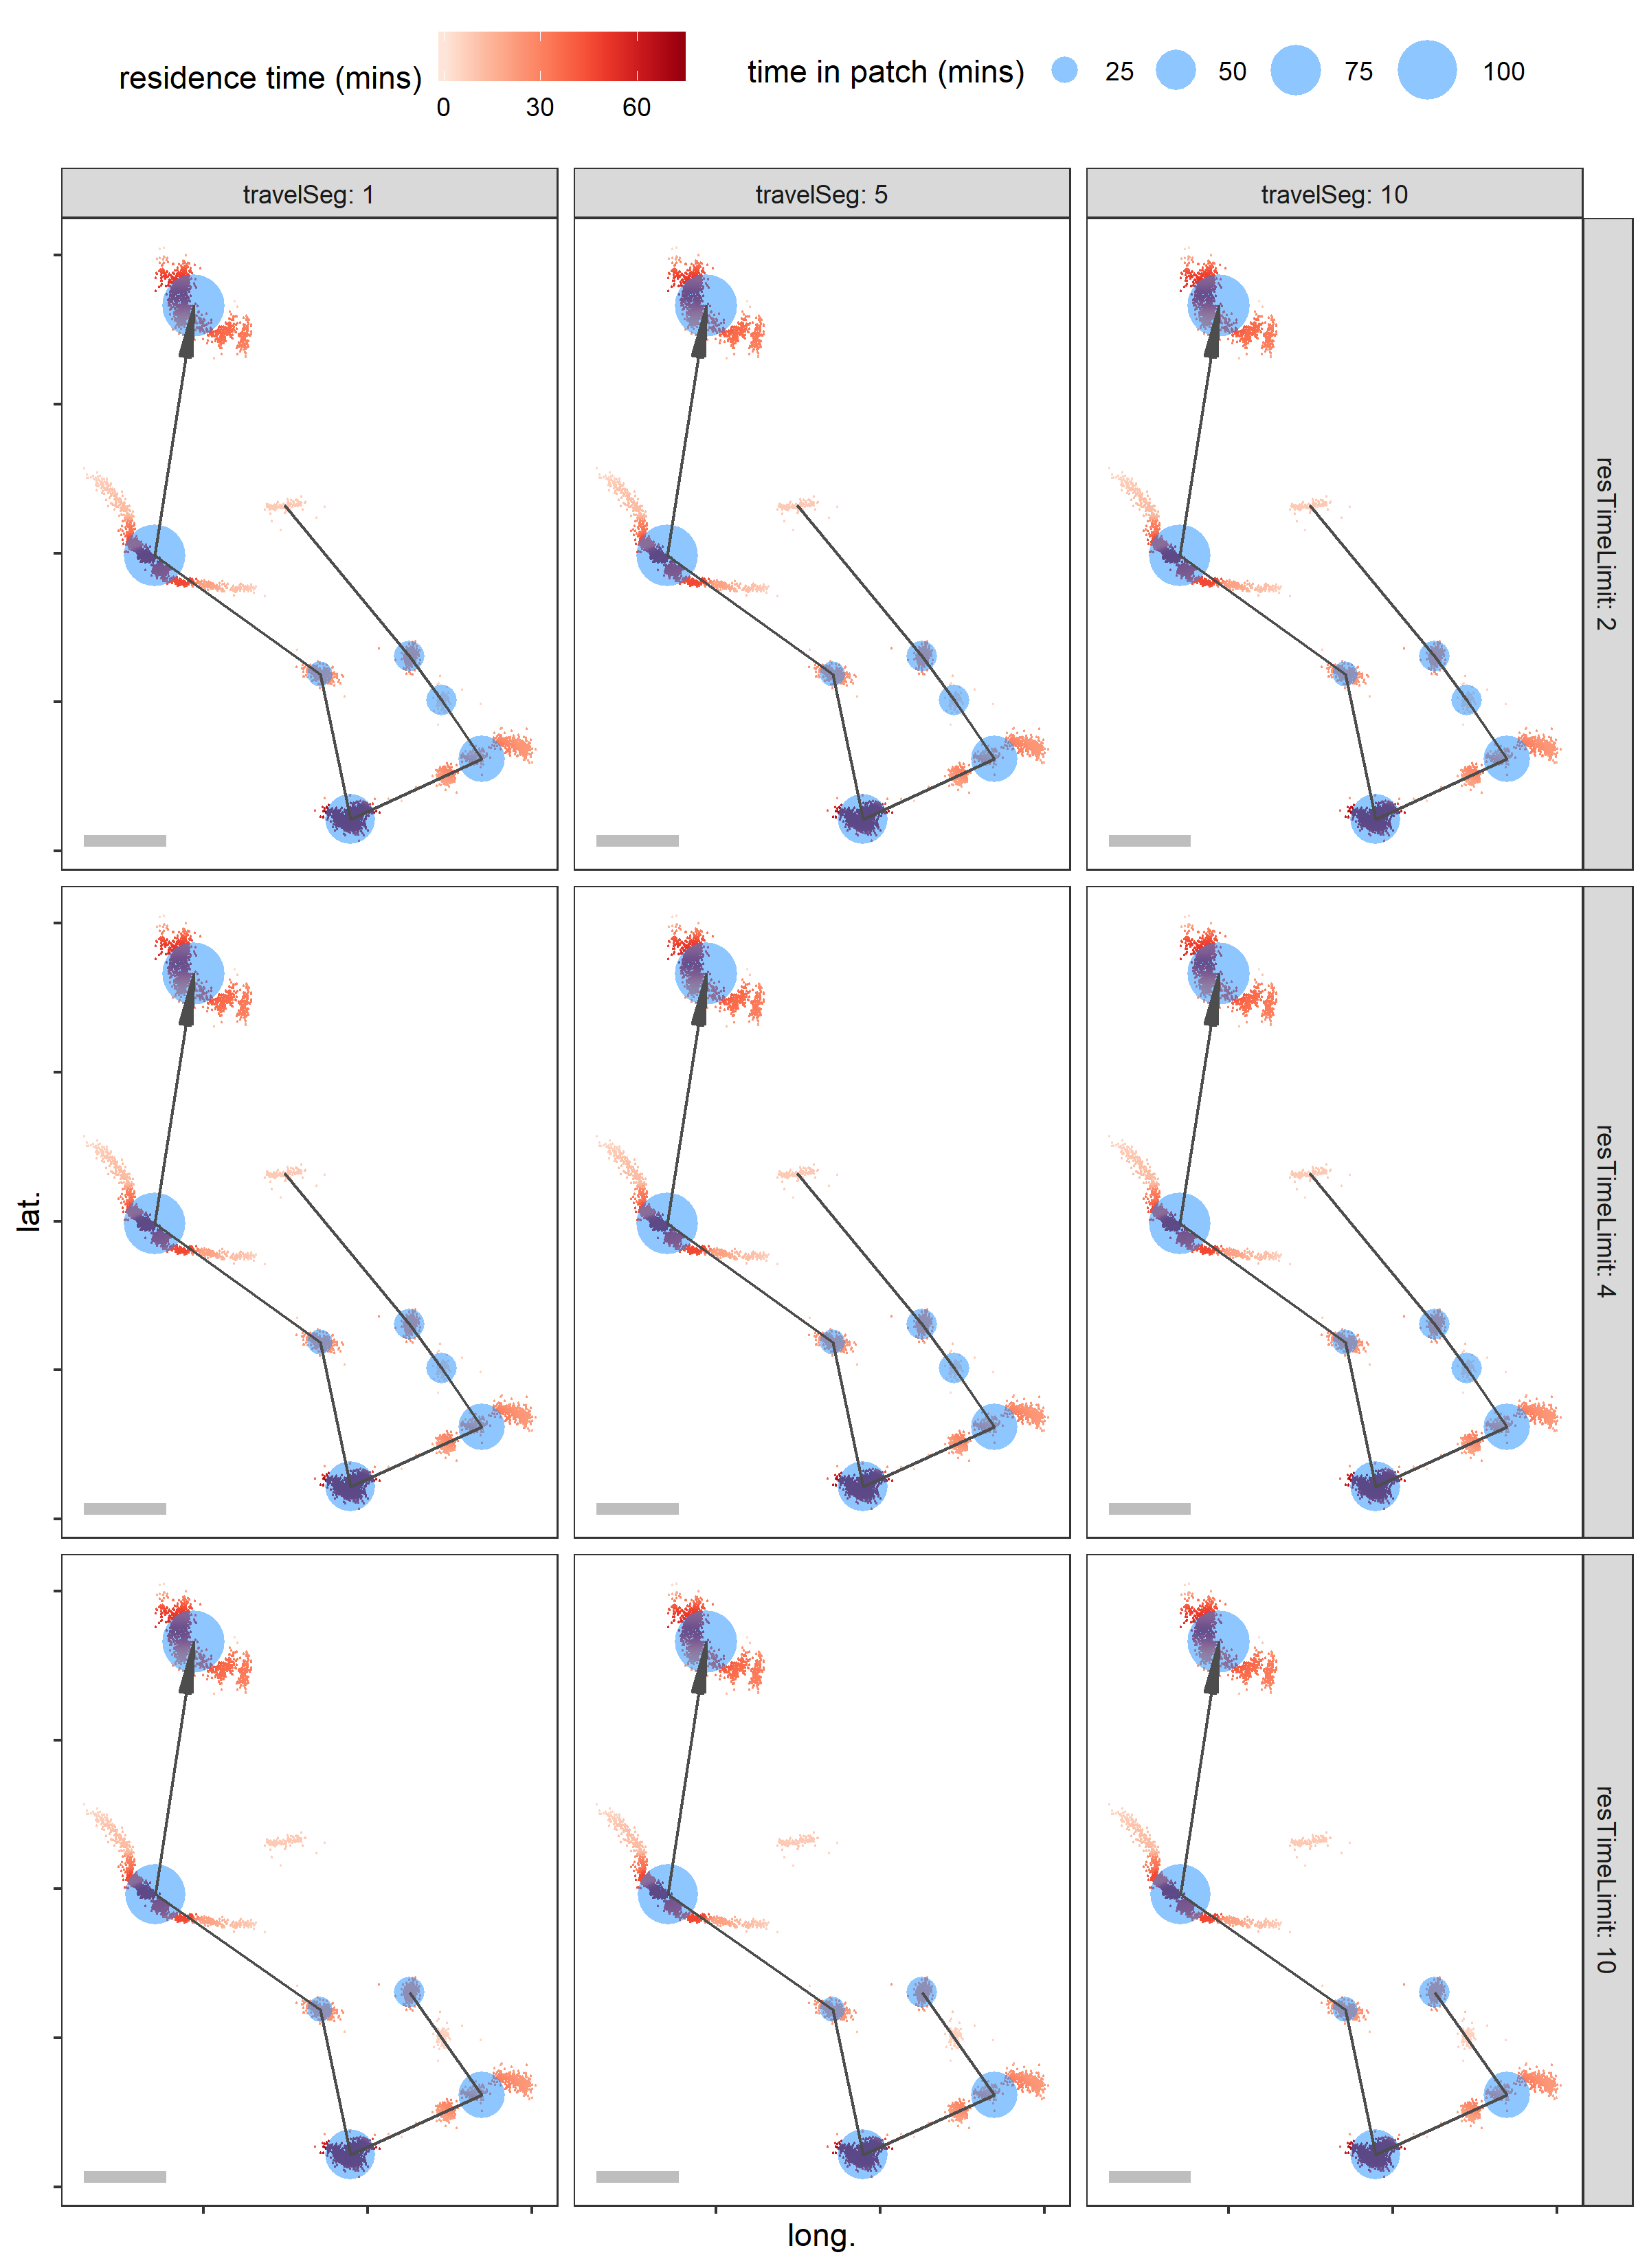 residence time (mins)
0 30 60
time in patch (mins) 25 50 75 100
travelSeg: 1
travelSeg: 5
travelSeg: 10
resTimeLimit: 2
resTimeLimit: 4
resTimeLimit: 10
lat.
long.